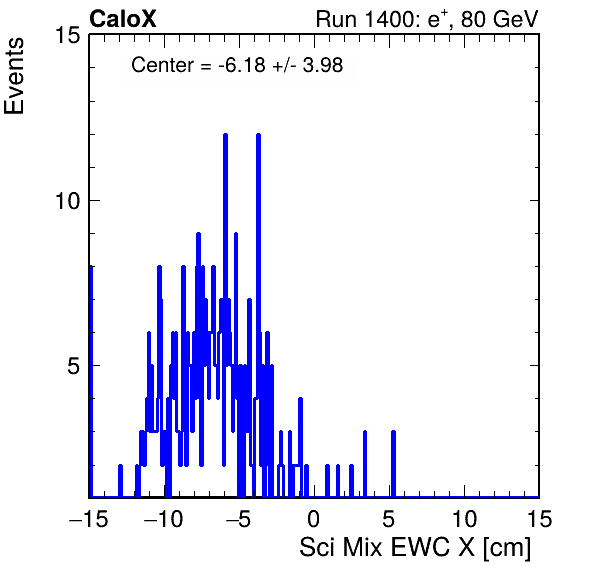 CaloX Run 1400: e⁺, 80 GeV
Center = -6.18 +/- 3.98
Events
15
10
5
−15 −10 −5 0 5 10 15
Sci Mix EWC X [cm]